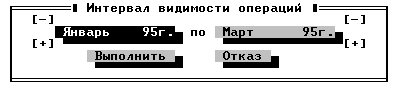 Интервал видимости операций
[-] [-]
Январь 95г. по Март 95г.
[+] [+]
Выполнить Отказ